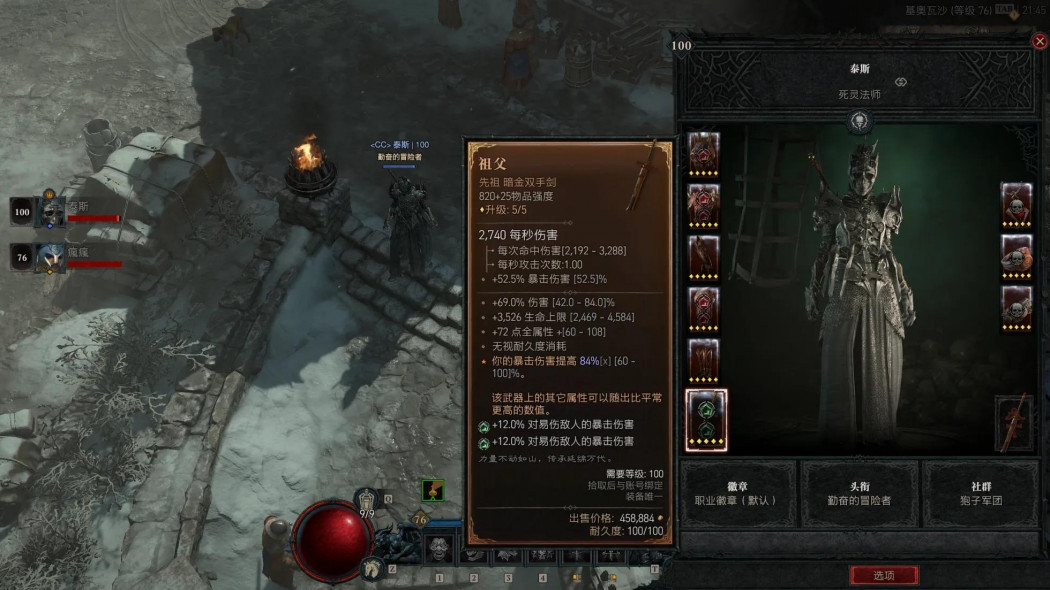 基奥瓦沙 (等级 76) TAB 21:45
100
泰斯
死灵法师
<CC> 泰斯 | 100
勤奋的冒险者
100 泰斯
76 瘋瘋
祖父
先祖 暗金双手剑
820+25物品强度
升级: 5/5
2,740 每秒伤害
每次命中伤害[2,192 - 3,288]
每秒攻击次数:1.00
+52.5% 暴击伤害 [52.5]%
+69.0% 伤害 [42.0 - 84.0]%
+3,526 生命上限 [2,469 - 4,584]
+72 点全属性 +[60 - 108]
无视耐久度消耗
你的暴击伤害提高 84%[x] [60 -
100]%。
该武器上的其它属性可以随出比平常
更高的数值。
+12.0% 对易伤敌人的暴击伤害
+12.0% 对易伤敌人的暴击伤害
力量不动如山，传承延绵万代。
需要等级: 100
拾取后与账号绑定
装备唯一
出售价格: 458,884
耐久度: 100/100
徽章
职业徽章（默认）
头衔
勤奋的冒险者
社群
狍子军团
选项
9/9
Q
76
Z
1
2
3
4
T